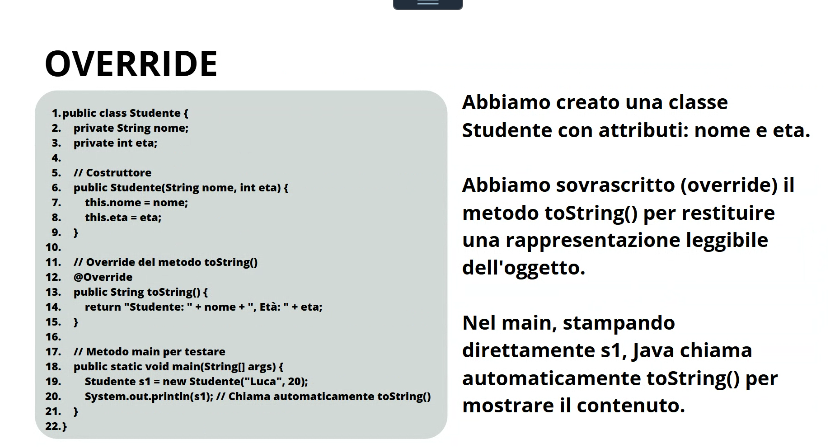 OVERRIDE
1.public class Studente {
2. private String nome;
3. private int eta;
4.
5. // Costruttore
6. public Studente(String nome, int eta) {
7. this.nome = nome;
8. this.eta = eta;
9. }
10.
11. // Override del metodo toString()
12. @Override
13. public String toString() {
14. return "Studente: " + nome + ", Età: " + eta;
15. }
16.
17. // Metodo main per testare
18. public static void main(String[] args) {
19. Studente s1 = new Studente("Luca", 20);
20. System.out.println(s1); // Chiama automaticamente toString()
21. }
22.}
Abbiamo creato una classe
Studente con attributi: nome e eta.
Abbiamo sovrascritto (override) il
metodo toString() per restituire
una rappresentazione leggibile
dell'oggetto.
Nel main, stampando
direttamente s1, Java chiama
automaticamente toString() per
mostrare il contenuto.